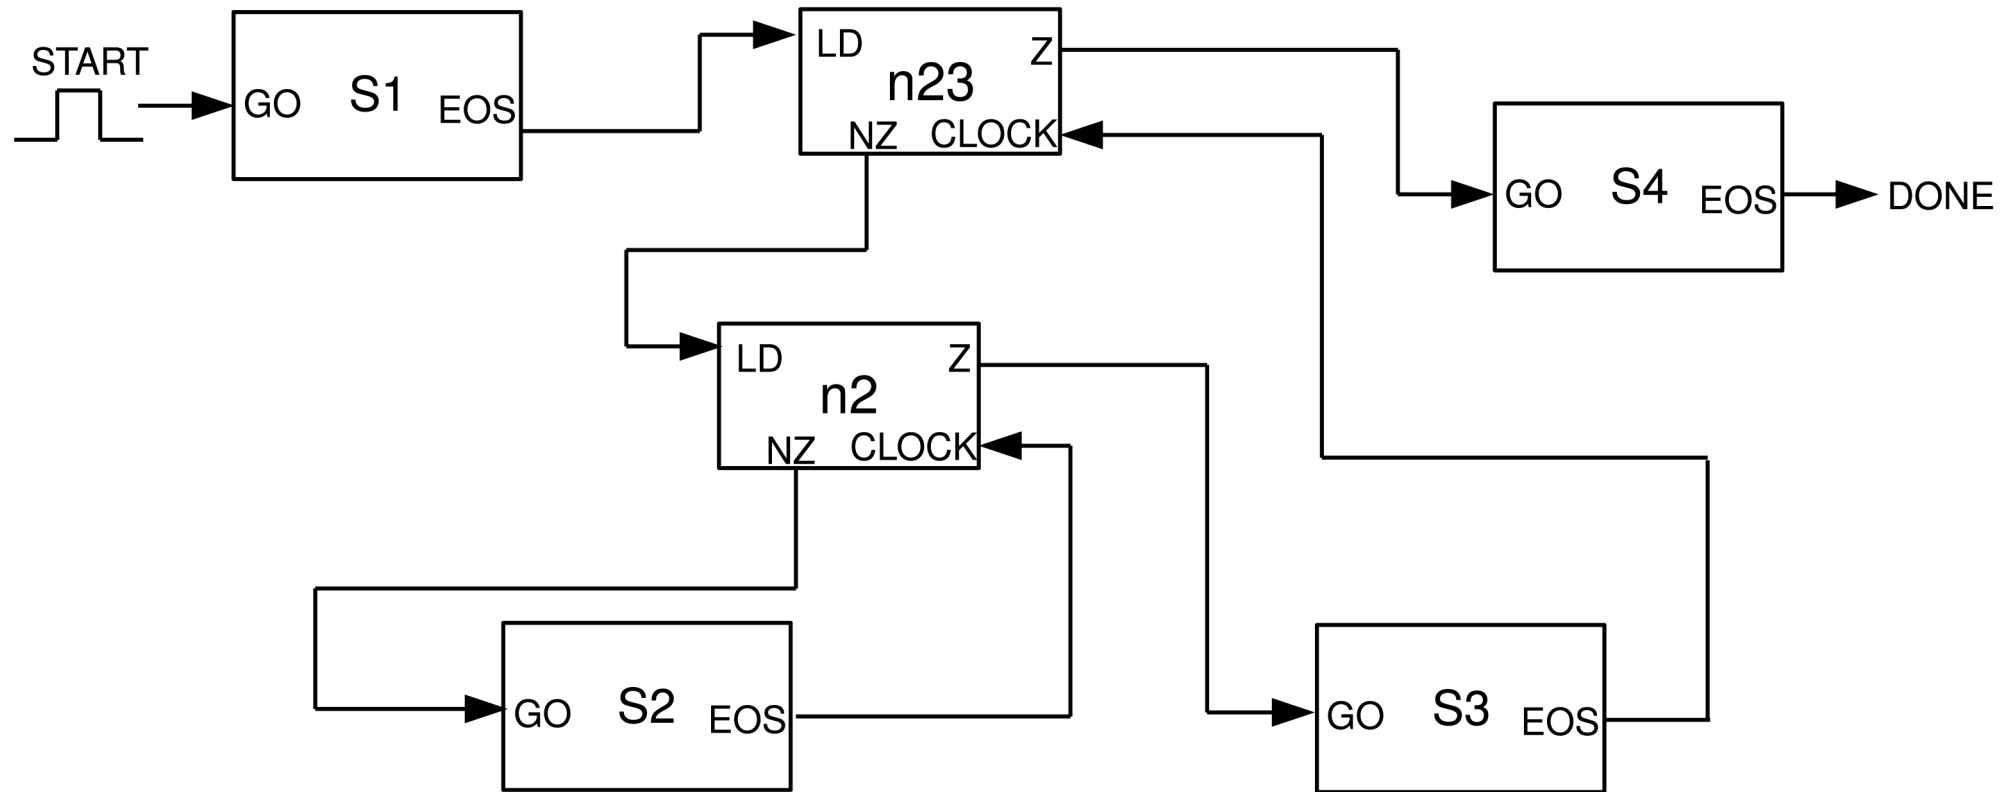 START
GO S1 EOS
LD Z
n23
NZ CLOCK
GO S4 EOS
DONE
LD Z
n2
NZ CLOCK
GO S2 EOS
GO S3 EOS